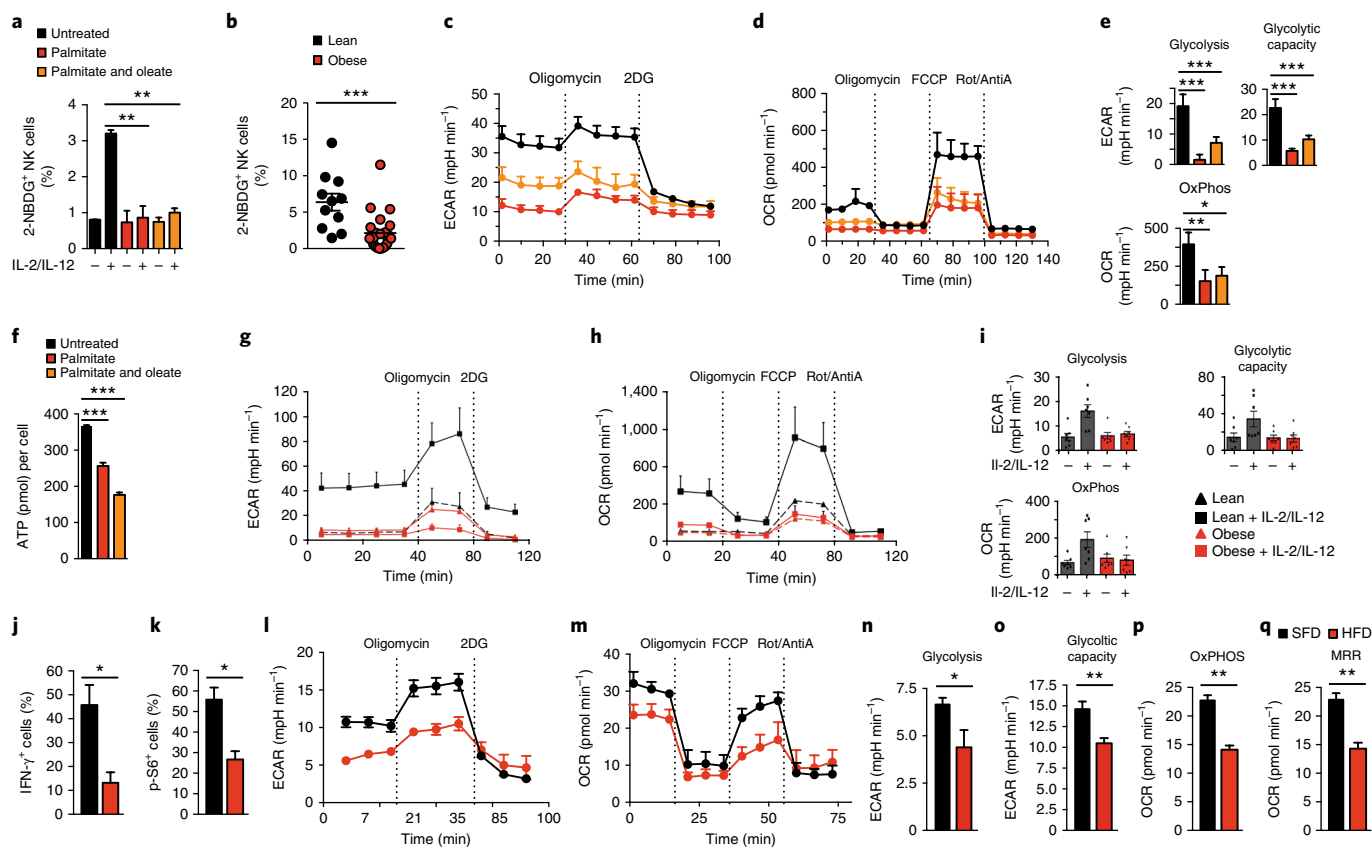 a
Untreated
Palmitate
Palmitate and oleate
2-NBDG+ NK cells
(%)
4
3
2
1
0
**
**
IL-2/IL-12
– + – + – +
b
Lean
Obese
2-NBDG+ NK cells
(%)
20
15
10
5
0
***
c
Oligomycin 2DG
ECAR (mpH min−1)
50
40
30
20
10
0
0 20 40 60 80 100
Time (min)
d
Oligomycin FCCP Rot/AntiA
OCR (pmol min−1)
800
600
400
200
0
0 20 40 60 80 100 120 140
Time (min)
e
Glycolysis
ECAR
(mpH min−1)
30
20
10
0
***
***
Glycolytic
capacity
30
20
10
0
***
***
OxPhos
OCR
(mpH min−1)
500
250
0
*
**
f
Untreated
Palmitate
Palmitate and oleate
ATP (pmol) per cell
400
300
200
100
0
***
***
g
Oligomycin 2DG
ECAR (mpH min−1)
120
100
80
60
40
20
0
0 20 40 60 80 100 120
Time (min)
h
Oligomycin FCCP Rot/AntiA
OCR (pmol min−1)
1,400
1,000
600
200
0
0 20 40 60 80 120
Time (min)
i
Glycolysis
ECAR
(mpH min−1)
30
20
10
0
Il-2/IL-12
– + – +
Glycolytic
capacity
80
40
20
0
– + – +
OxPhos
OCR
(mpH min−1)
400
200
100
0
Il-2/IL-12
– + – +
Lean
Lean + IL-2/IL-12
Obese
Obese + IL-2/IL-12
j
IFN-γ+ cells (%)
60
50
40
30
20
10
0
*
k
p-S6+ cells (%)
70
60
50
40
30
20
10
0
*
l
Oligomycin 2DG
ECAR (mpH min−1)
20
15
10
5
0
0 7 21 35 85 100
Time (min)
m
Oligomycin FCCP Rot/AntiA
OCR (pmol min−1)
40
30
20
10
0
0 25 50 75
Time (min)
n
Glycolysis
ECAR (mpH min−1)
7.5
5.0
2.5
0
*
o
Glycoltic
capacity
ECAR (mpH min−1)
17.5
15.0
12.5
10.0
7.5
5.0
2.5
0
**
p
OxPHOS
OCR (pmol min−1)
25
20
15
10
5
0
**
q
SFD HFD
MRR
OCR (pmol min−1)
25
20
15
10
5
0
**